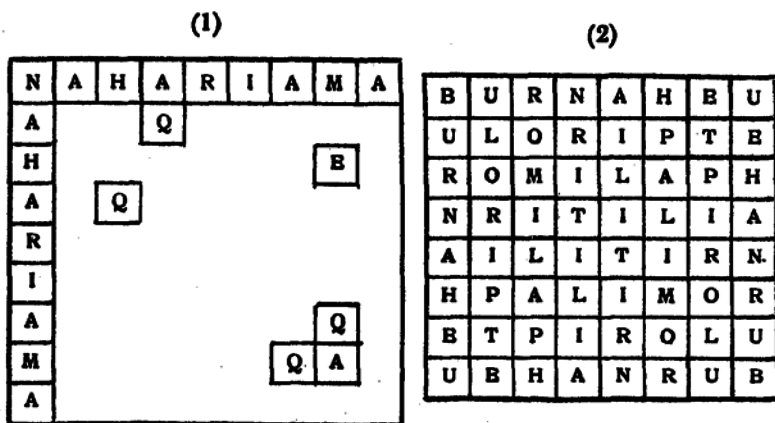 (1)
N A H A R I A M A
A Q
H E
A Q
R
I
A Q
M Q A
A
(2)
B U R N A H E U
U L O R I P T E
R O M I L A P H
N R I T I L I A
A I L I T I R N
H P A L I M O R
E T P I R O L U
U E H A N R U B